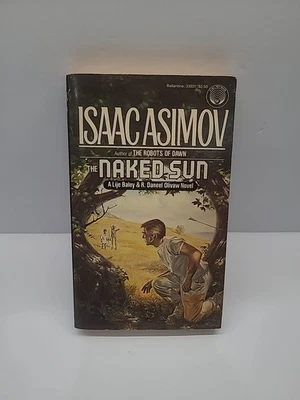 ISAAC ASIMOV
Author of THE ROBOTS OF DAWN
THE NAKED SUN
A Lije Baley & R. Daneel Olivaw Novel